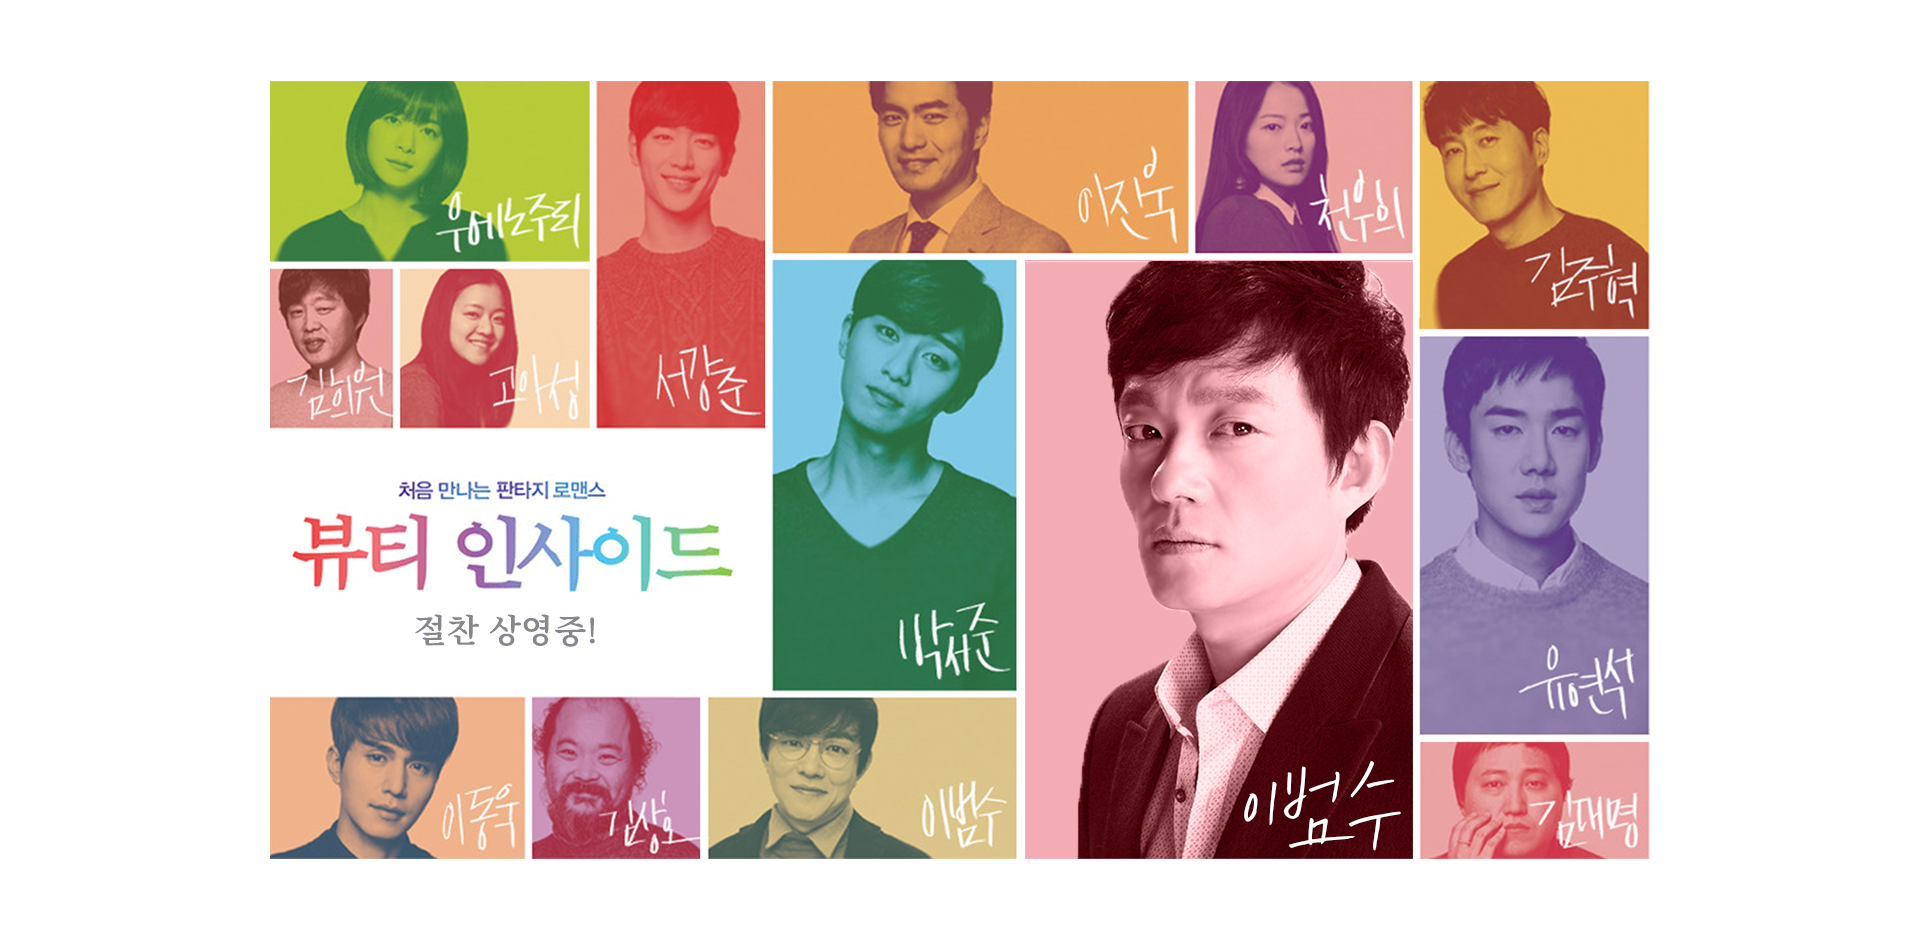 우에노주리
서강준
이진욱
천우희
김주혁
김희원
고아성
박서준
이범수
유연석
처음 만나는 판타지 로맨스
뷰티 인사이드
절찬 상영중!
이동욱
김상호
이범수
김대명